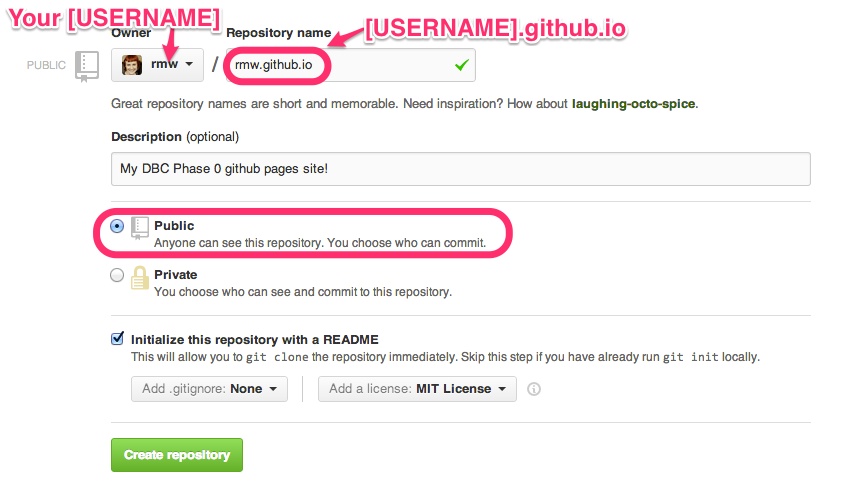 Your [USERNAME]
Owner
Repository name
[USERNAME].github.io
PUBLIC
rmw / rmw.github.io
Great repository names are short and memorable. Need inspiration? How about laughing-octo-spice.
Description (optional)
My DBC Phase 0 github pages site!
Public
Anyone can see this repository. You choose who can commit.
Private
You choose who can see and commit to this repository.
Initialize this repository with a README
This will allow you to git clone the repository immediately. Skip this step if you have already run git init locally.
Add .gitignore: None
Add a license: MIT License
Create repository